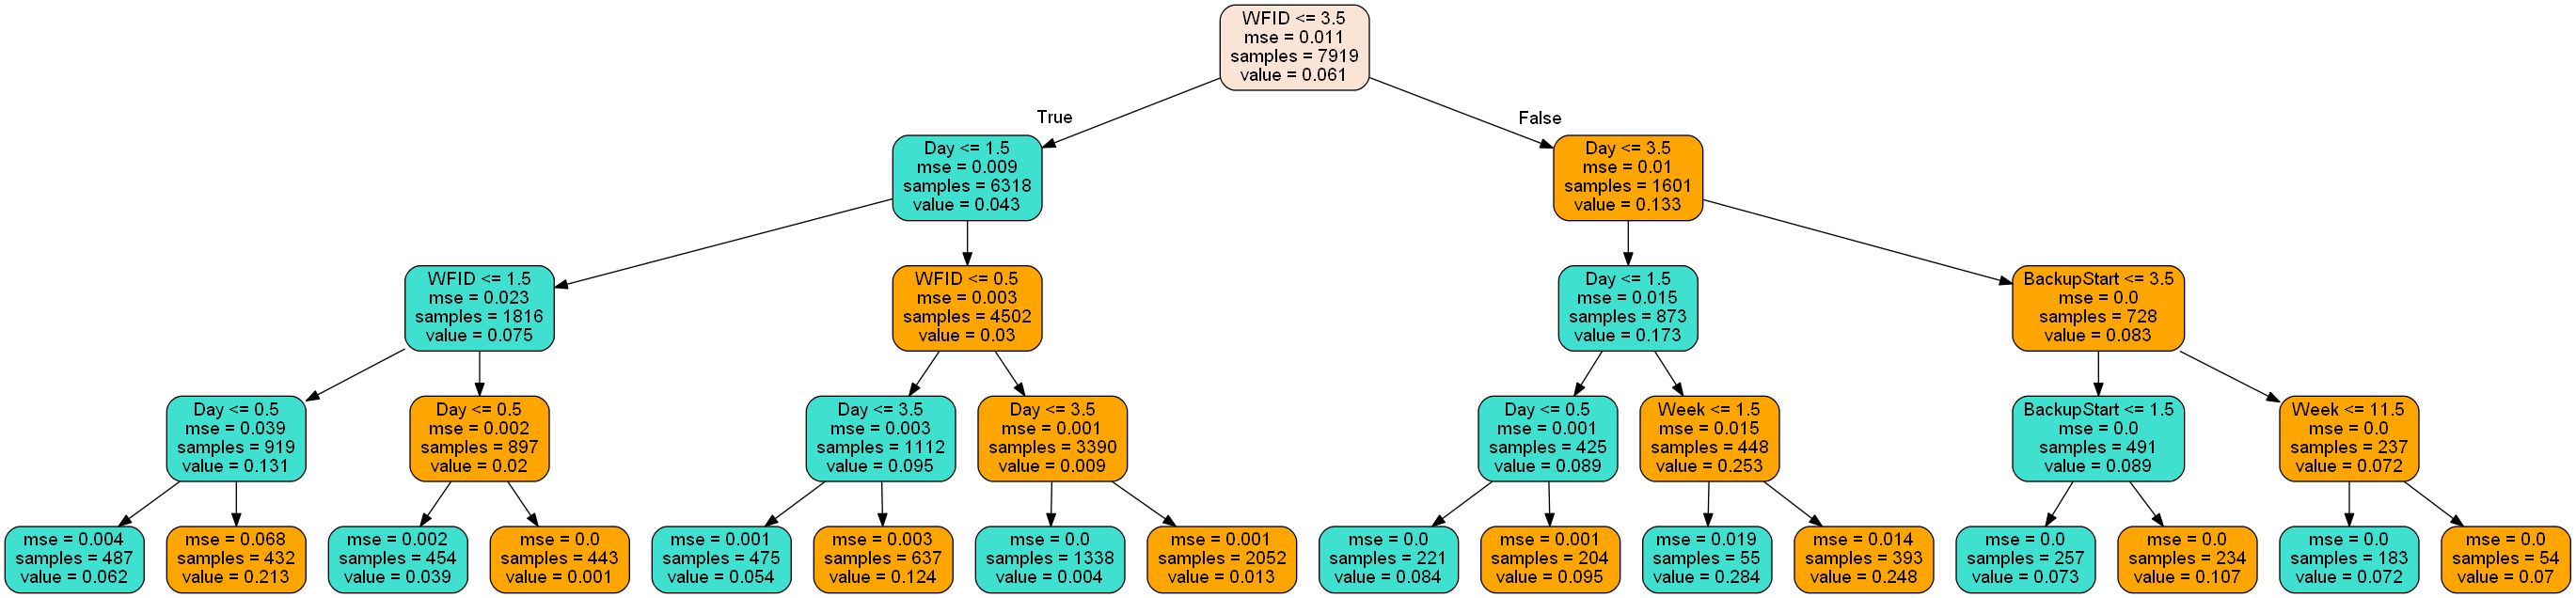 WFID <= 3.5
mse = 0.011
samples = 7919
value = 0.061
True
False
Day <= 1.5
mse = 0.009
samples = 6318
value = 0.043
Day <= 3.5
mse = 0.01
samples = 1601
value = 0.133
WFID <= 1.5
mse = 0.023
samples = 1816
value = 0.075
WFID <= 0.5
mse = 0.003
samples = 4502
value = 0.03
Day <= 1.5
mse = 0.015
samples = 873
value = 0.173
BackupStart <= 3.5
mse = 0.0
samples = 728
value = 0.083
Day <= 0.5
mse = 0.039
samples = 919
value = 0.131
Day <= 0.5
mse = 0.002
samples = 897
value = 0.02
Day <= 3.5
mse = 0.003
samples = 1112
value = 0.095
Day <= 3.5
mse = 0.001
samples = 3390
value = 0.009
Day <= 0.5
mse = 0.001
samples = 425
value = 0.089
Week <= 1.5
mse = 0.015
samples = 448
value = 0.253
BackupStart <= 1.5
mse = 0.0
samples = 491
value = 0.089
Week <= 11.5
mse = 0.0
samples = 237
value = 0.072
mse = 0.004
samples = 487
value = 0.062
mse = 0.068
samples = 432
value = 0.213
mse = 0.002
samples = 454
value = 0.039
mse = 0.0
samples = 443
value = 0.001
mse = 0.001
samples = 475
value = 0.054
mse = 0.003
samples = 637
value = 0.124
mse = 0.0
samples = 1338
value = 0.004
mse = 0.001
samples = 2052
value = 0.013
mse = 0.0
samples = 221
value = 0.084
mse = 0.001
samples = 204
value = 0.095
mse = 0.019
samples = 55
value = 0.284
mse = 0.014
samples = 393
value = 0.248
mse = 0.0
samples = 257
value = 0.073
mse = 0.0
samples = 234
value = 0.107
mse = 0.0
samples = 183
value = 0.072
mse = 0.0
samples = 54
value = 0.07